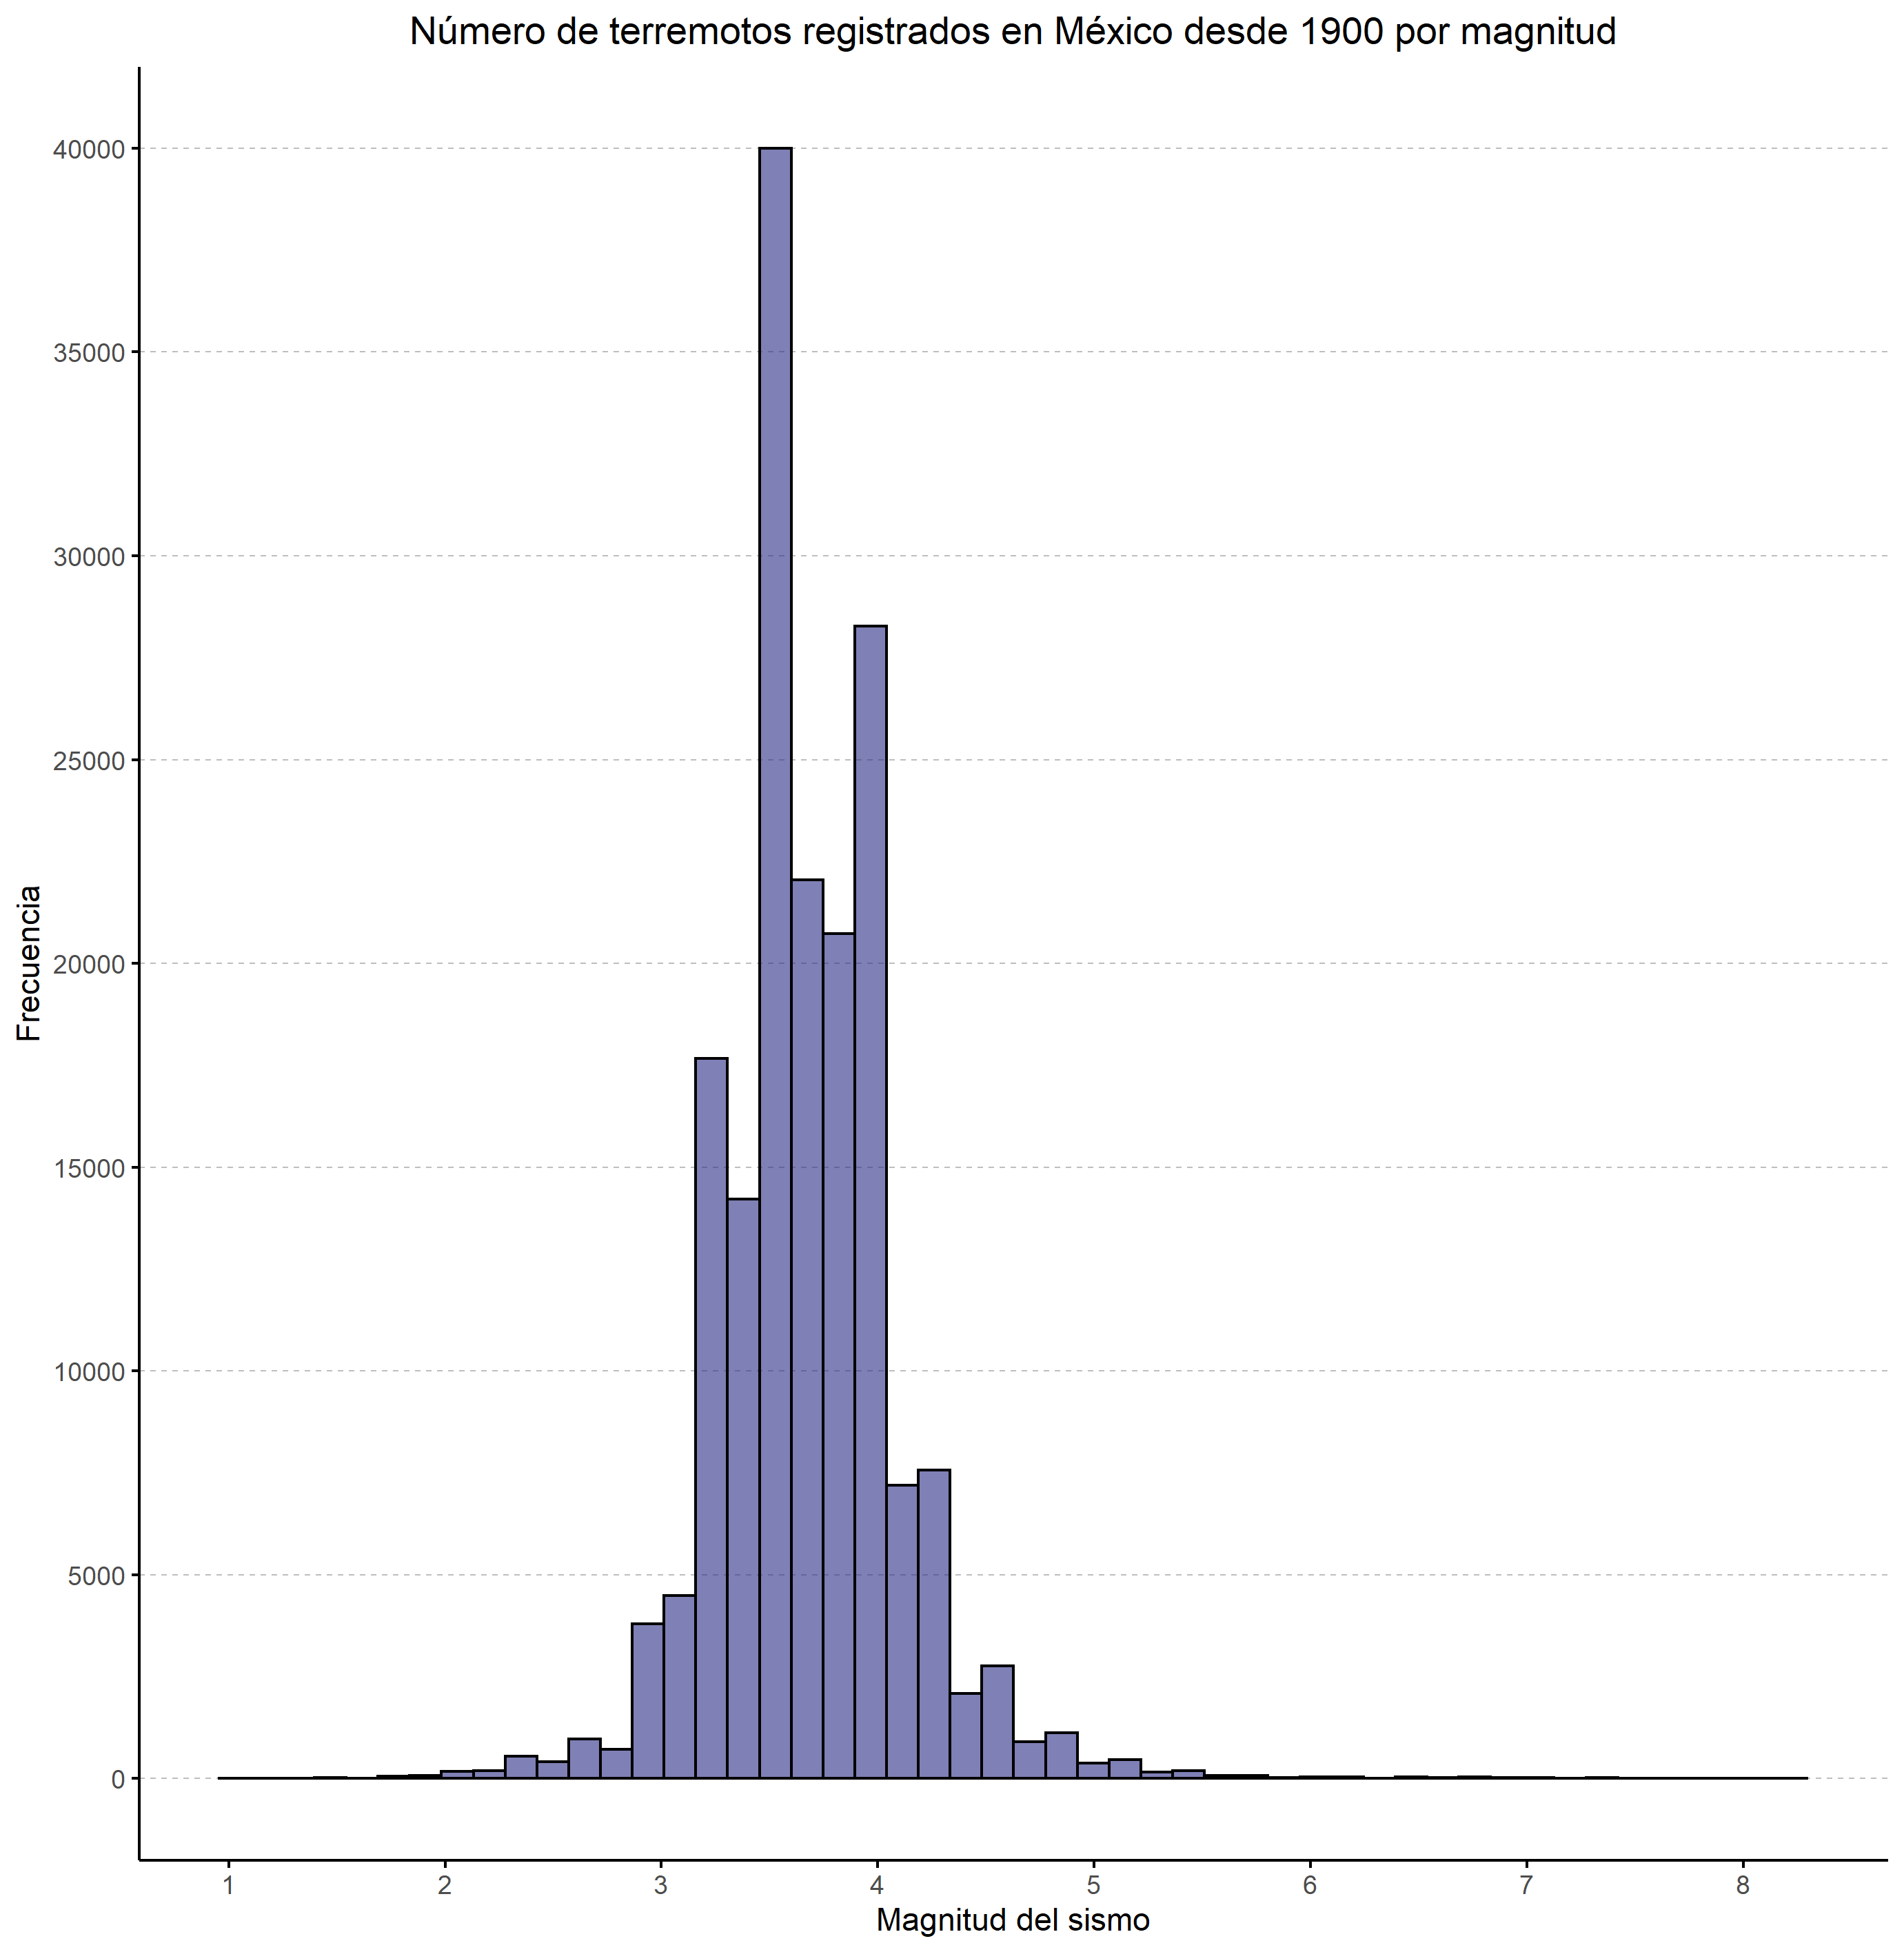 Número de terremotos registrados en México desde 1900 por magnitud
40000
35000
30000
25000
20000
15000
10000
5000
0
Frecuencia
1 2 3 4 5 6 7 8
Magnitud del sismo